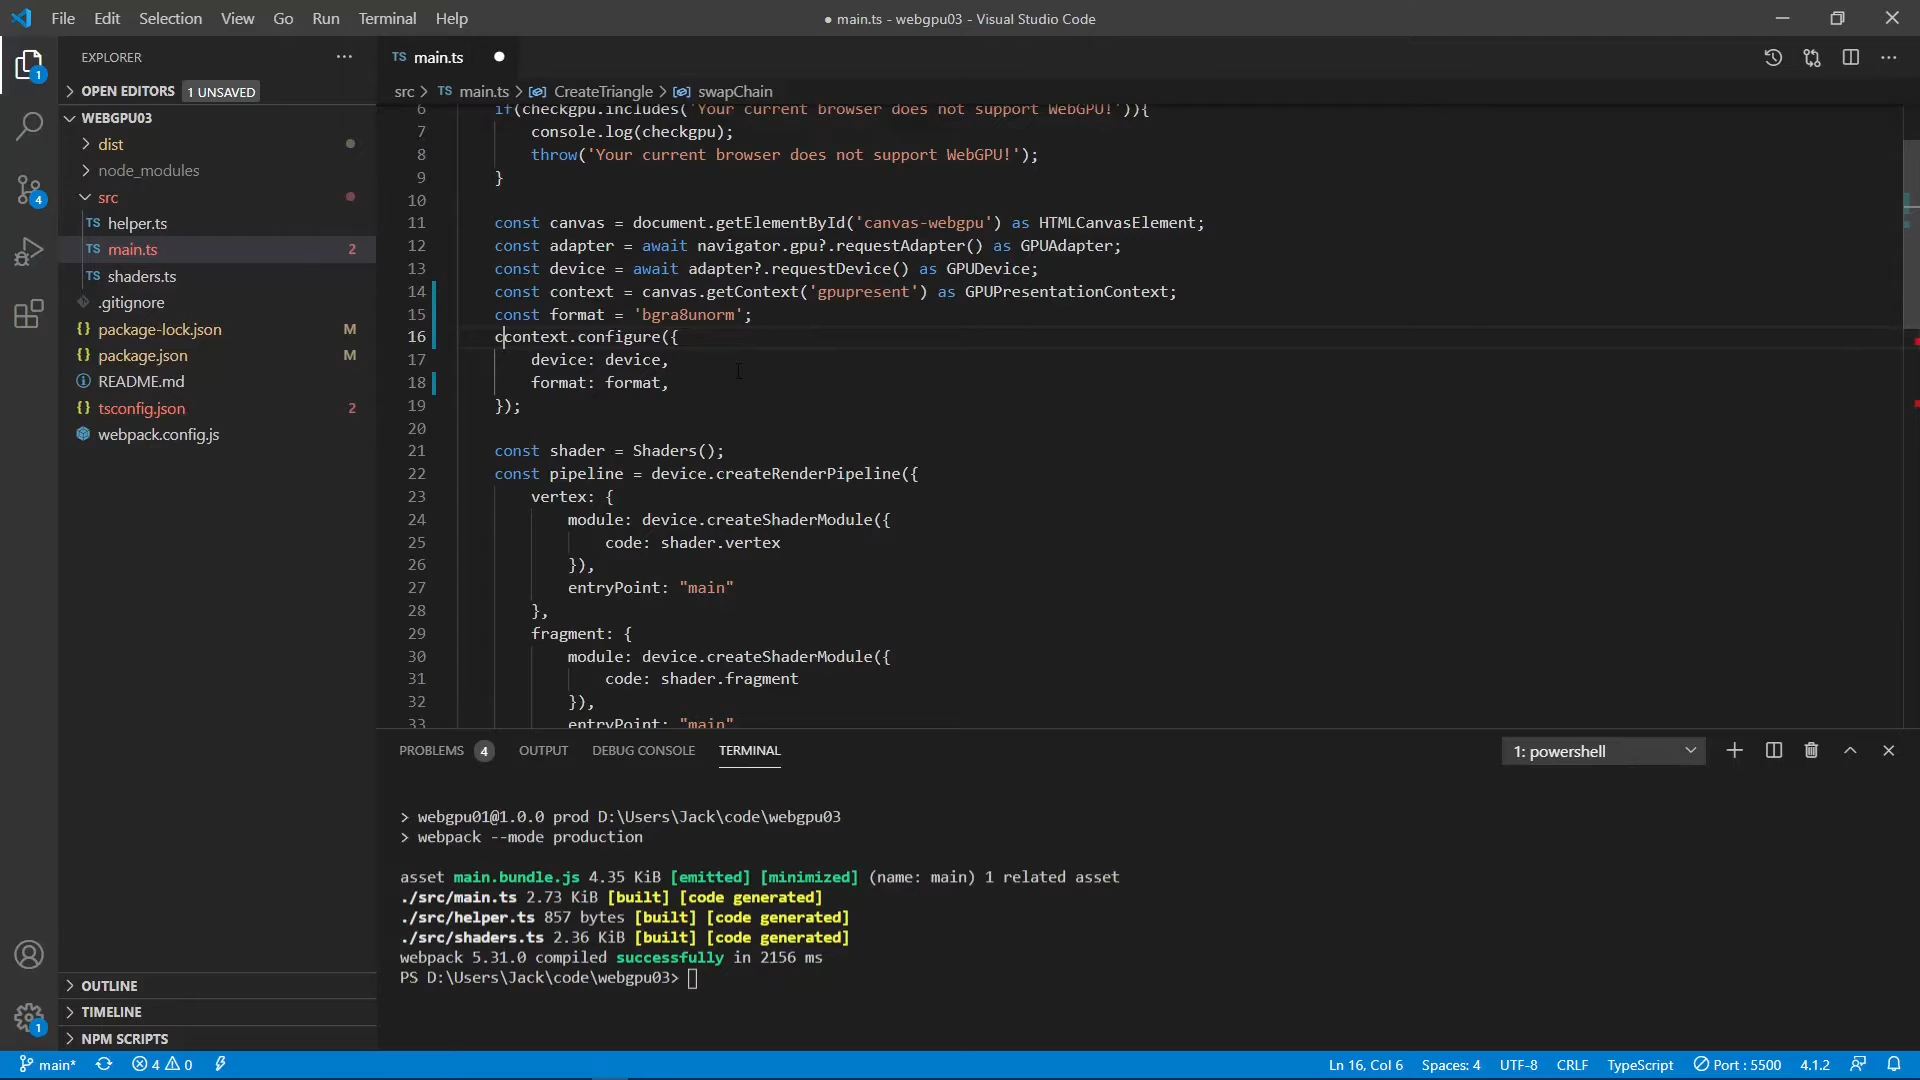 File Edit Selection View Go Run Terminal Help
● main.ts - webgpu03 - Visual Studio Code
EXPLORER
OPEN EDITORS 1 UNSAVED
WEBGPU03
dist
node_modules
src
TS helper.ts
TS main.ts 2
TS shaders.ts
.gitignore
{} package-lock.json M
{} package.json M
README.md
{} tsconfig.json 2
webpack.config.js
OUTLINE
TIMELINE
NPM SCRIPTS
1
4
1
TS main.ts ●
src > TS main.ts > CreateTriangle > swapChain
6 if(checkgpu.includes('Your current browser does not support WebGPU!')){
7 console.log(checkgpu);
8 throw('Your current browser does not support WebGPU!');
9 }
10
11 const canvas = document.getElementById('canvas-webgpu') as HTMLCanvasElement;
12 const adapter = await navigator.gpu?.requestAdapter() as GPUAdapter;
13 const device = await adapter?.requestDevice() as GPUDevice;
14 const context = canvas.getContext('gpupresent') as GPUPresentationContext;
15 const format = 'bgra8unorm';
16 ccontext.configure({
17 device: device,
18 format: format,
19 });
20
21 const shader = Shaders();
22 const pipeline = device.createRenderPipeline({
23 vertex: {
24 module: device.createShaderModule({
25 code: shader.vertex
26 }),
27 entryPoint: "main"
28 },
29 fragment: {
30 module: device.createShaderModule({
31 code: shader.fragment
32 }),
33 entryPoint: "main"
PROBLEMS 4 OUTPUT DEBUG CONSOLE TERMINAL 1: powershell
> webgpu01@1.0.0 prod D:\Users\Jack\code\webgpu03
> webpack --mode production
asset main.bundle.js 4.35 KiB [emitted] [minimized] (name: main) 1 related asset
./src/main.ts 2.73 KiB [built] [code generated]
./src/helper.ts 857 bytes [built] [code generated]
./src/shaders.ts 2.36 KiB [built] [code generated]
webpack 5.31.0 compiled successfully in 2156 ms
PS D:\Users\Jack\code\webgpu03>
main* 4 0 Ln 16, Col 6 Spaces: 4 UTF-8 CRLF TypeScript Port : 5500 4.1.2